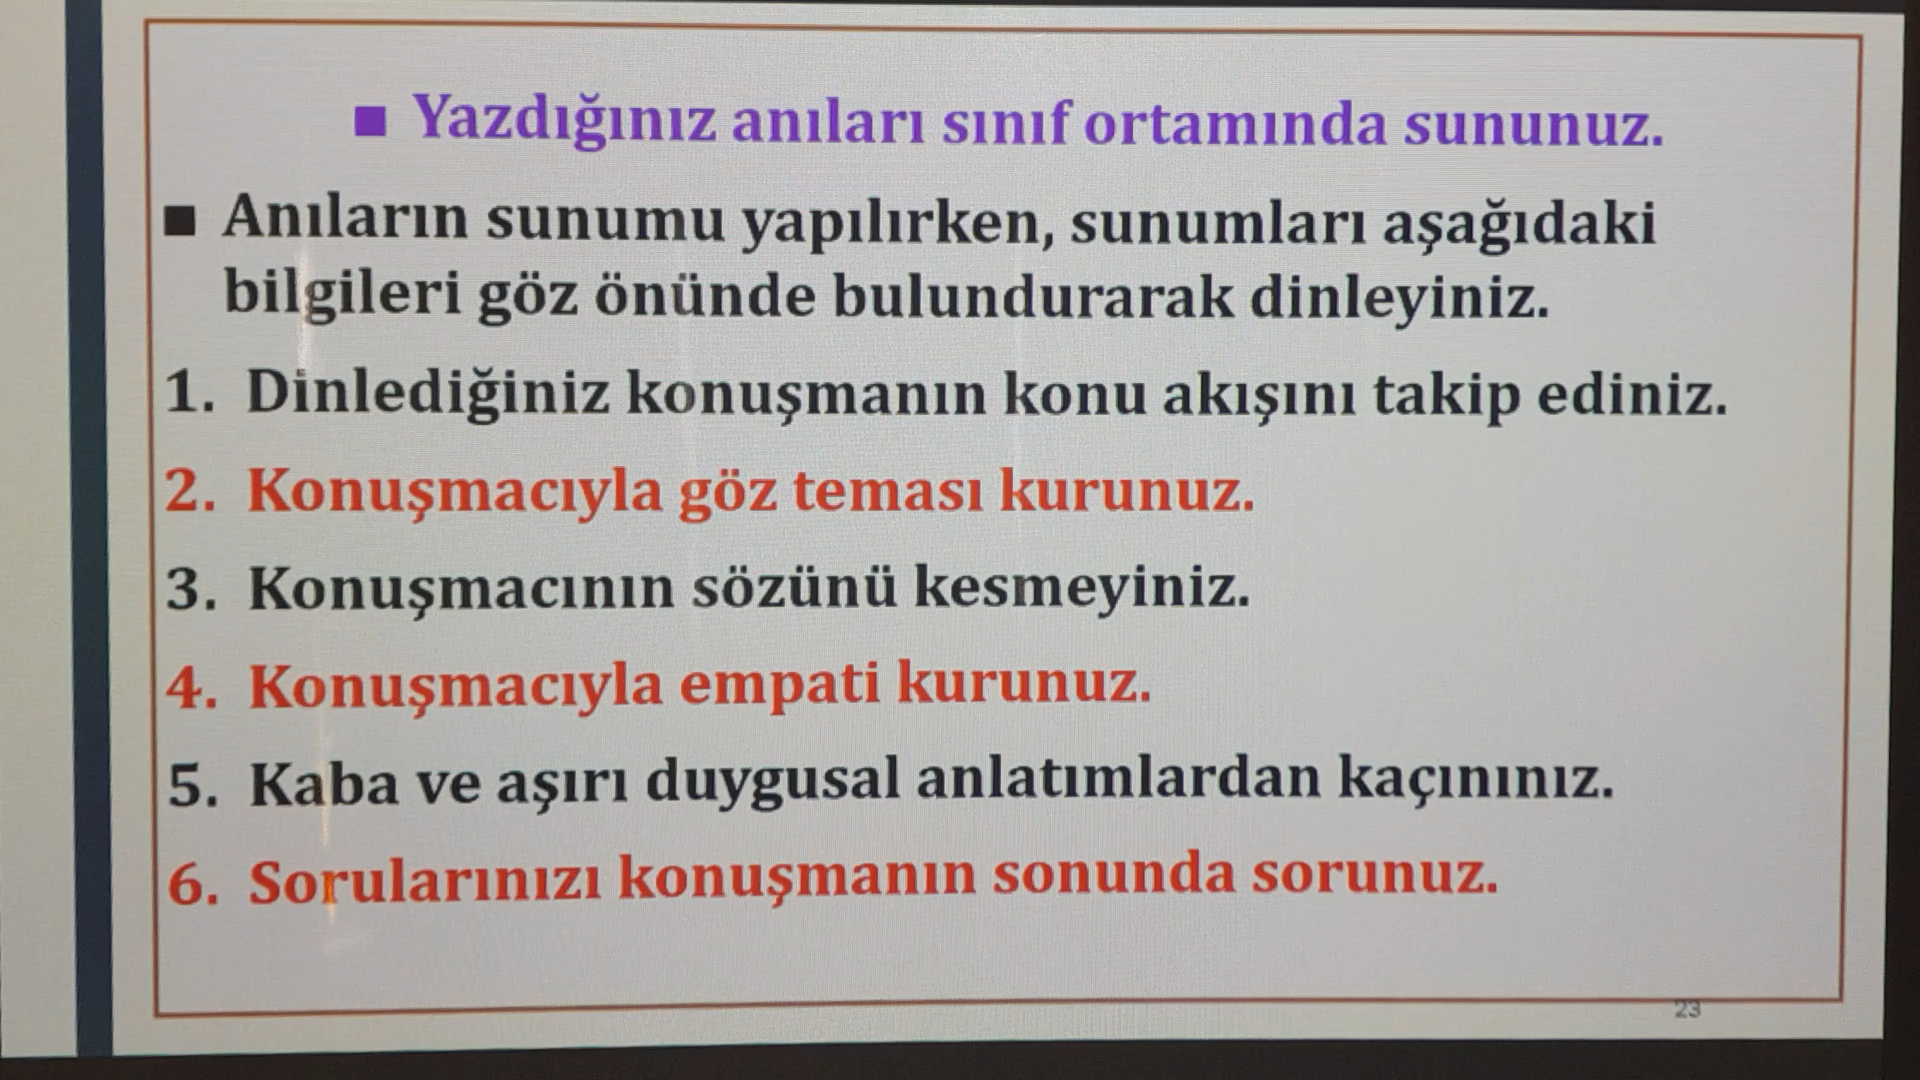 ▪ Yazdığınız anıları sınıf ortamında sununuz.
▪ Anıların sunumu yapılırken, sunumları aşağıdaki
bilgileri göz önünde bulundurarak dinleyiniz.
1. Dinlediğiniz konuşmanın konu akışını takip ediniz.
2. Konuşmacıyla göz teması kurunuz.
3. Konuşmacının sözünü kesmeyiniz.
4. Konuşmacıyla empati kurunuz.
5. Kaba ve aşırı duygusal anlatımlardan kaçınınız.
6. Sorularınızı konuşmanın sonunda sorunuz.
23